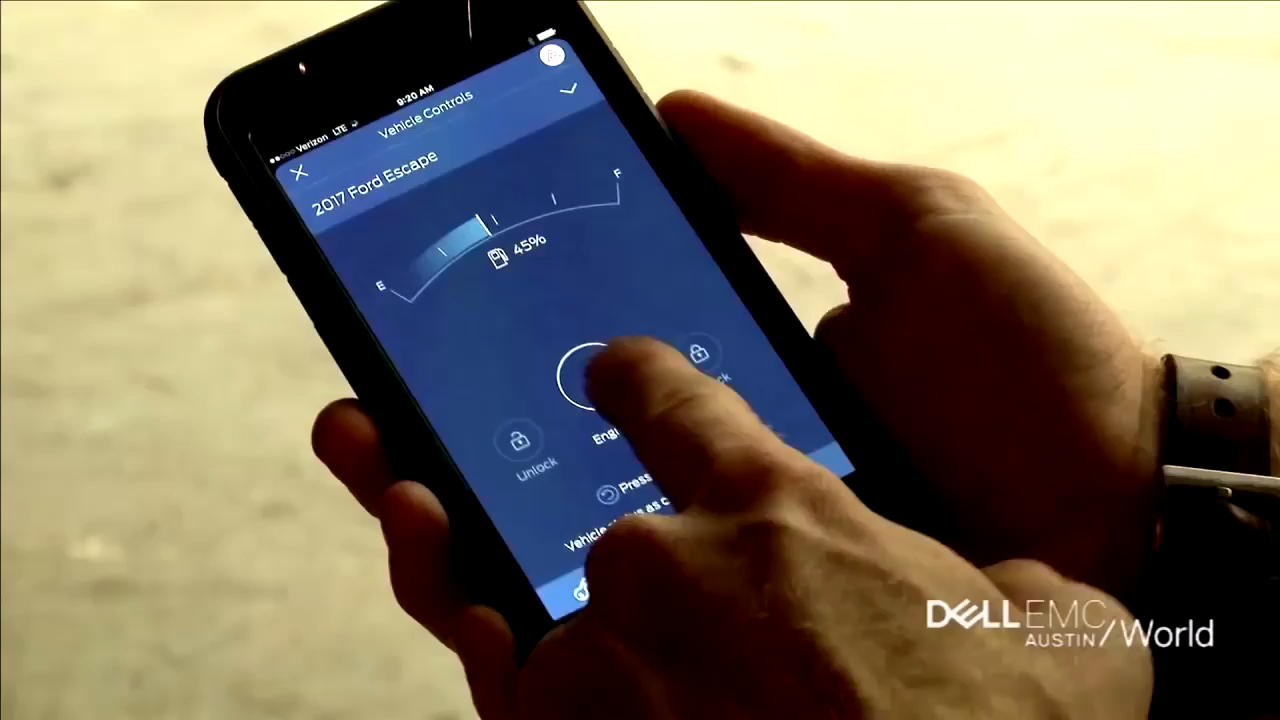 Verizon LTE
9:20 AM
Vehicle Controls
2017 Ford Escape
E
F
45%
Unlock
Vehicle
DELL EMC
AUSTIN/World